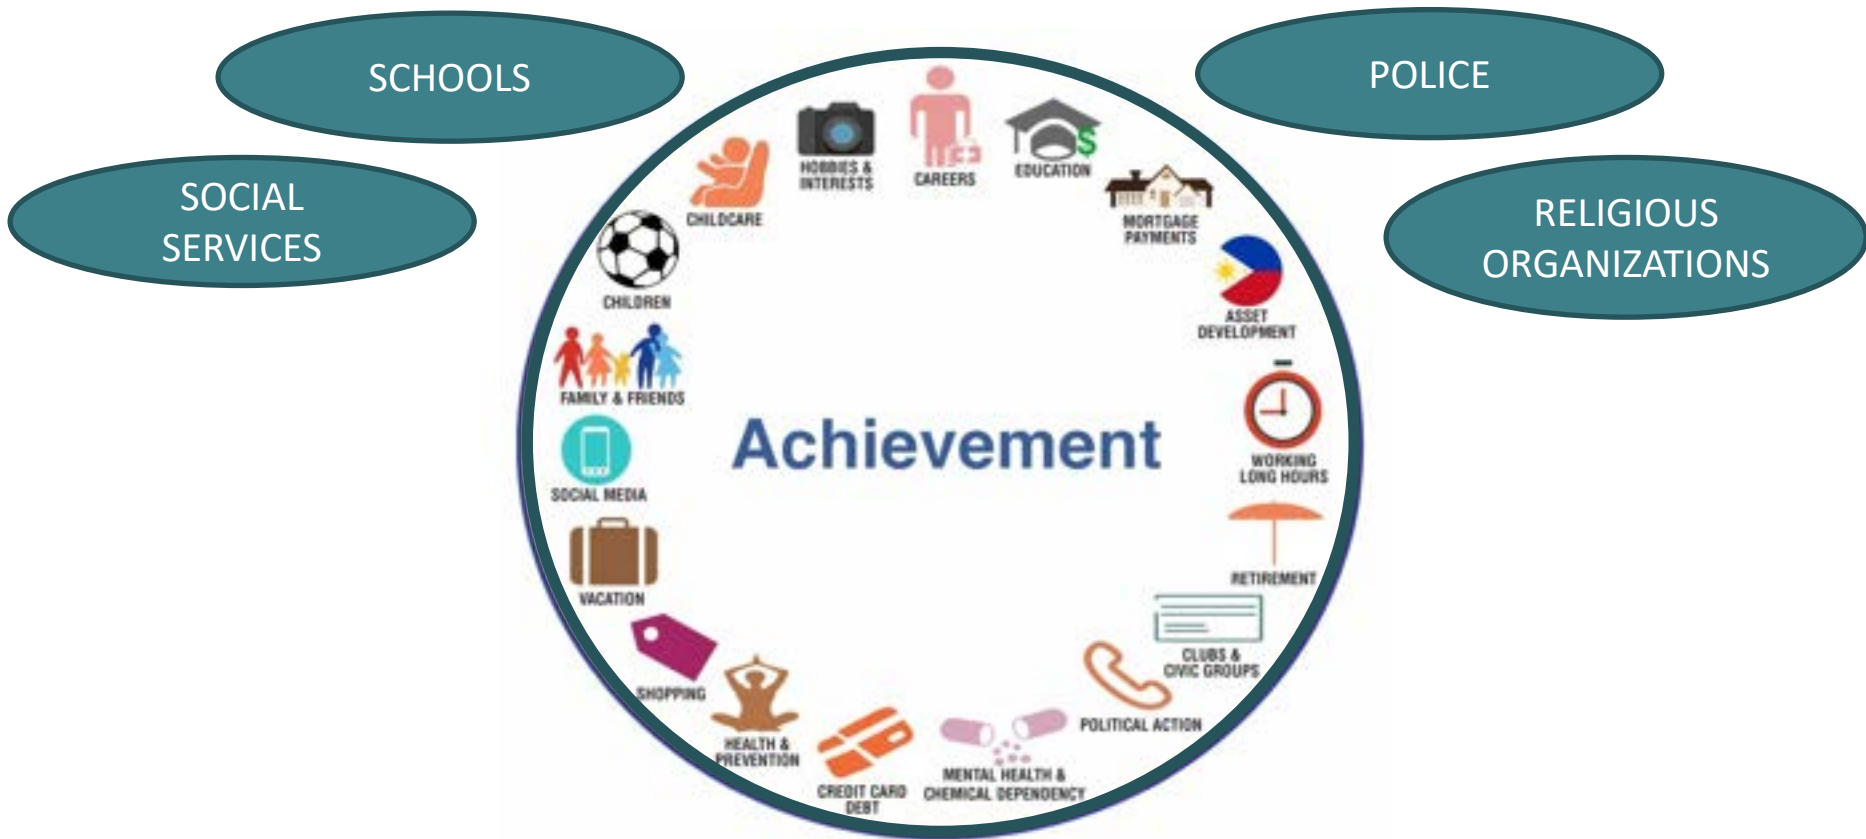 SCHOOLS
POLICE
SOCIAL
SERVICES
RELIGIOUS
ORGANIZATIONS
HOBBIES &
INTERESTS
CAREERS
EDUCATION
$
MORTGAGE
PAYMENTS
ASSET
DEVELOPMENT
WORKING
LONG HOURS
RETIREMENT
CLUBS &
CIVIC GROUPS
POLITICAL ACTION
MENTAL HEALTH &
CHEMICAL DEPENDENCY
CREDIT CARD
DEBT
HEALTH &
PREVENTION
SHOPPING
VACATION
SOCIAL MEDIA
FAMILY & FRIENDS
CHILDREN
CHILDCARE
Achievement